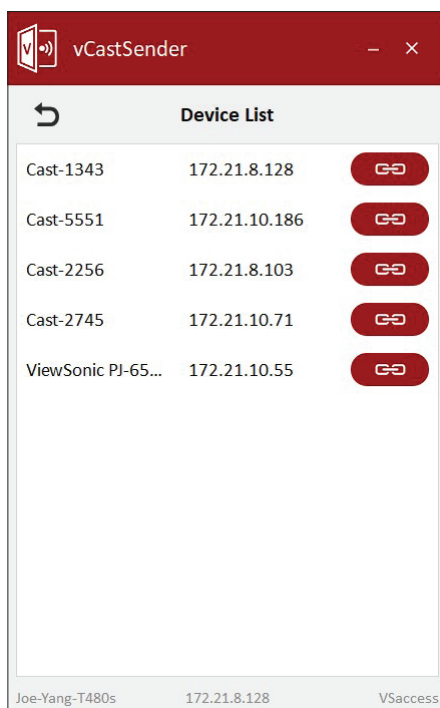 V vCastSender
Device List
Cast-1343 172.21.8.128
Cast-5551 172.21.10.186
Cast-2256 172.21.8.103
Cast-2745 172.21.10.71
ViewSonic PJ-65... 172.21.10.55
Joe-Yang-T480s 172.21.8.128 VSaccess